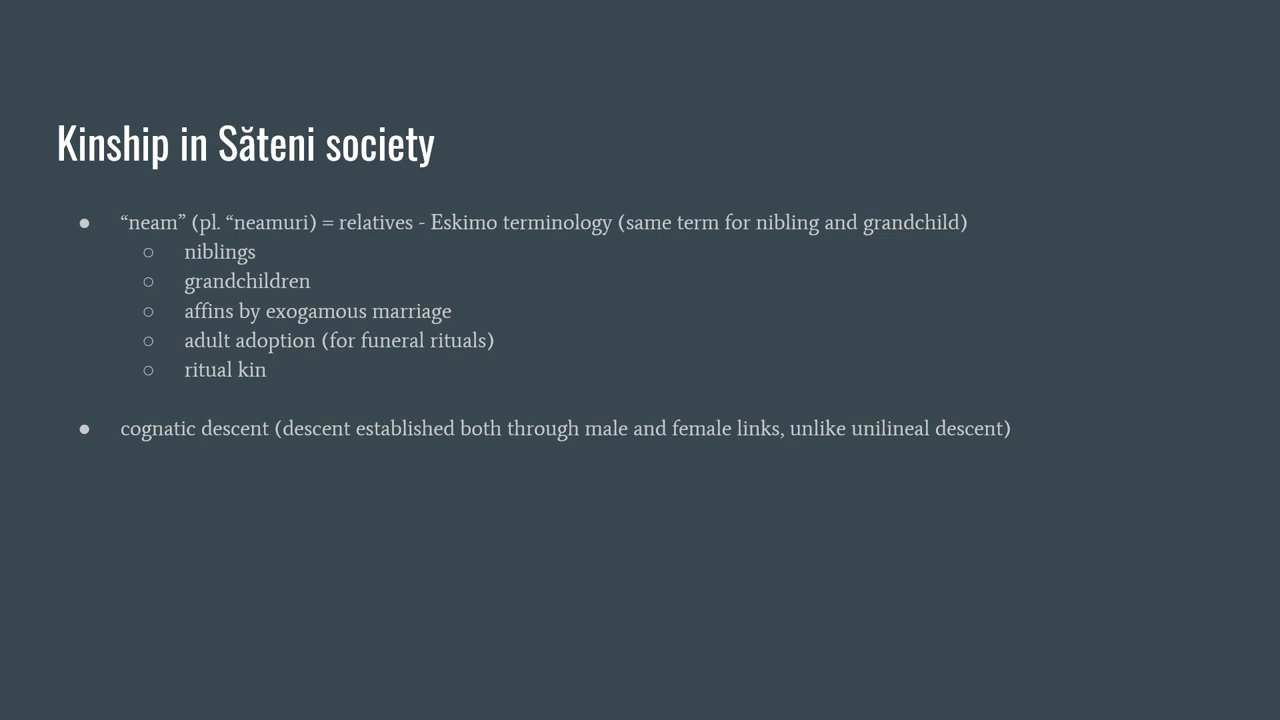 Kinship in Săteni society
● “neam” (pl. “neamuri) = relatives - Eskimo terminology (same term for nibling and grandchild)
○ niblings
○ grandchildren
○ affins by exogamous marriage
○ adult adoption (for funeral rituals)
○ ritual kin
● cognatic descent (descent established both through male and female links, unlike unilineal descent)